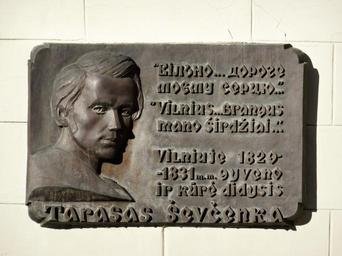 "Вільно... дороге
моєму серцю..."
"Vilnius... brangus
mano širdžiai..."
Vilniuje 1829-
-1831 m.m. gyveno
ir kūrė didysis
Tarasas Ševčenka